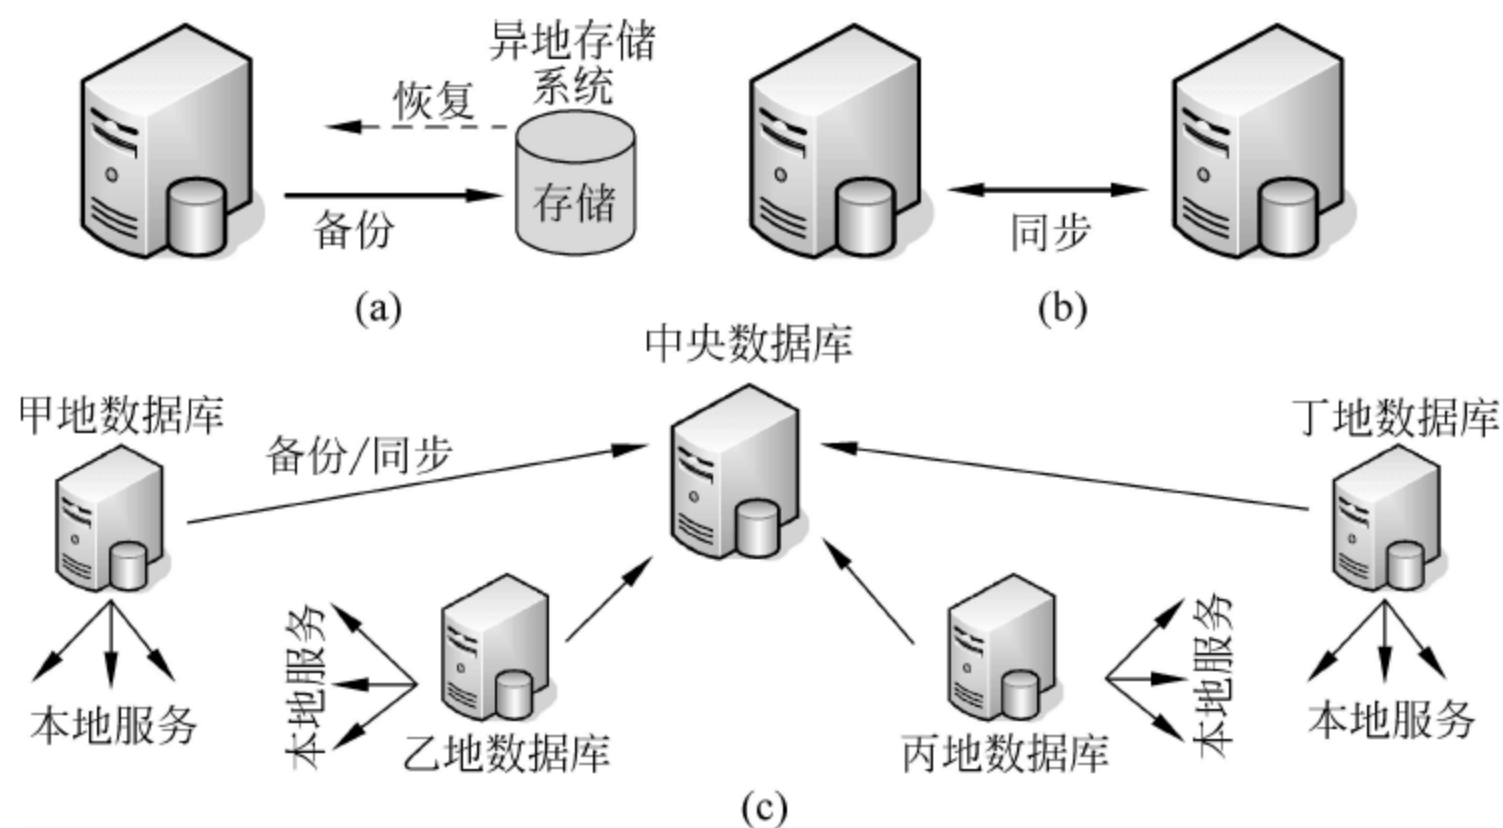 异地存储
系统
恢复
存储
备份
同步
(a)
(b)
中央数据库
甲地数据库
丁地数据库
备份/同步
本地服务
本地服务
本地服务
本地服务
乙地数据库
丙地数据库
(c)